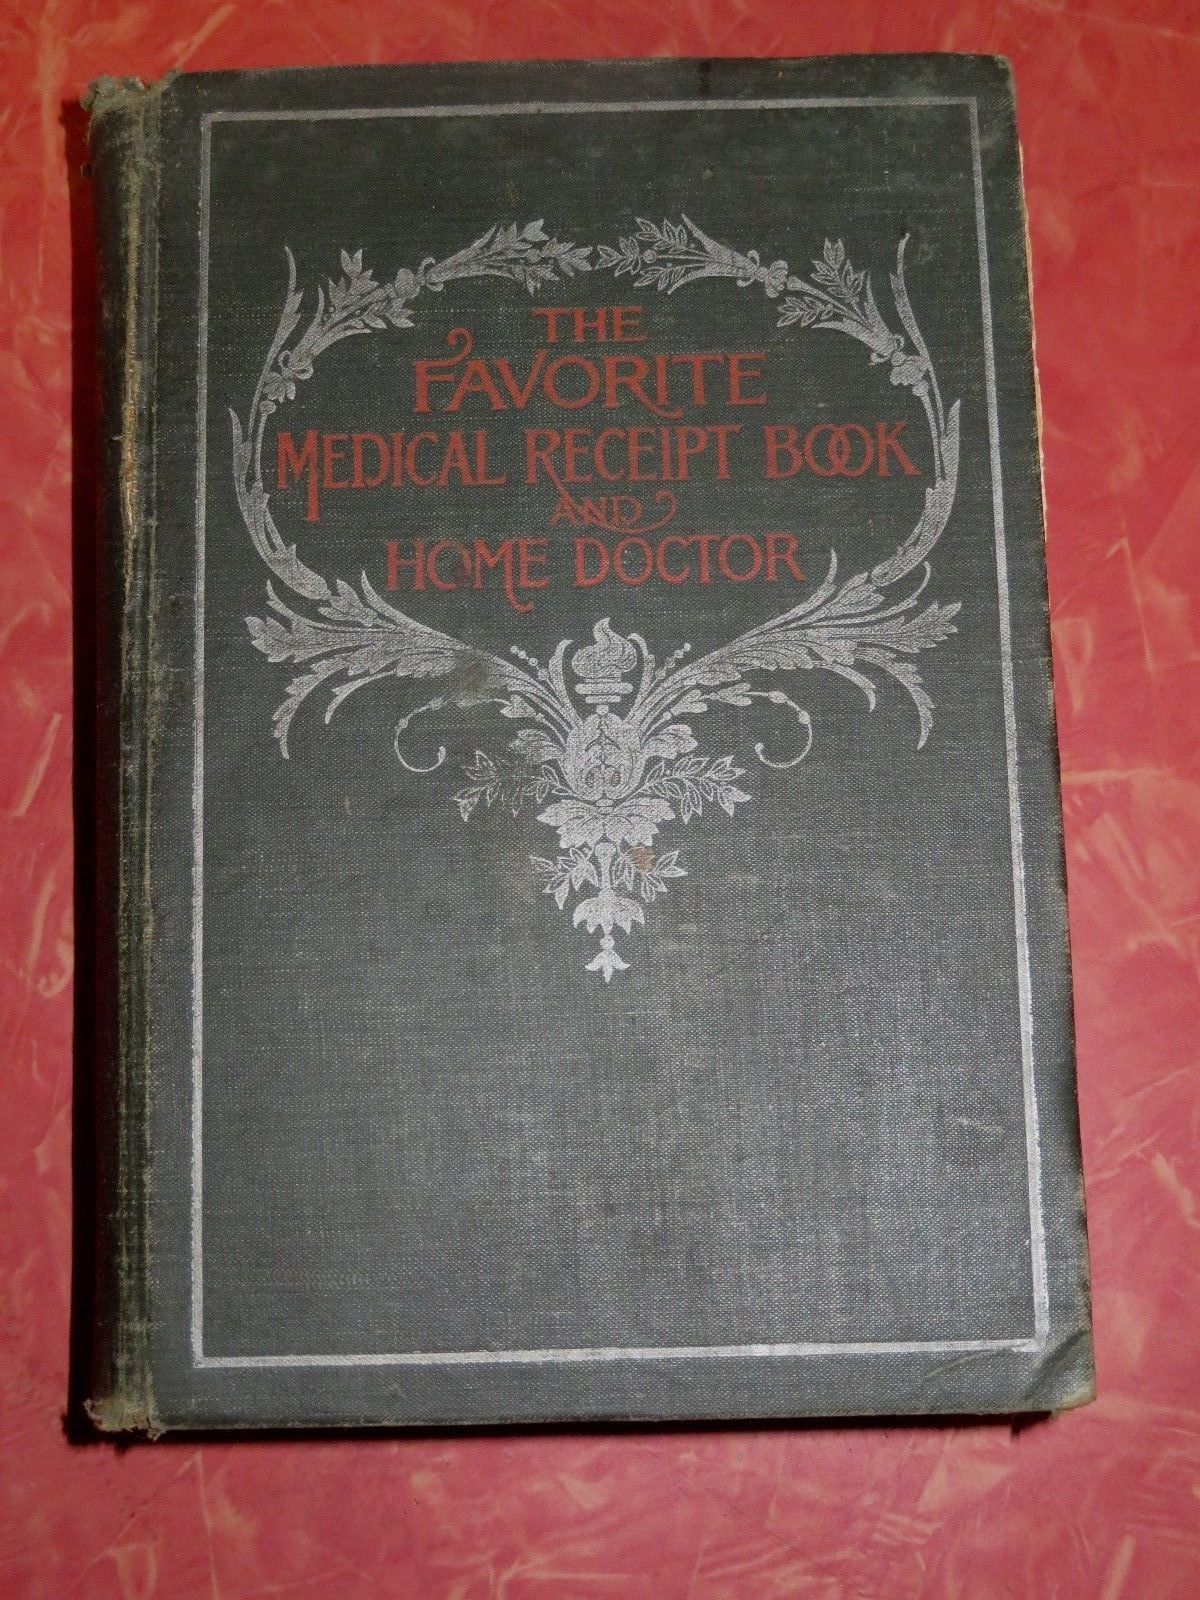 THE
FAVORITE
MEDICAL RECEIPT BOOK
AND
HOME DOCTOR